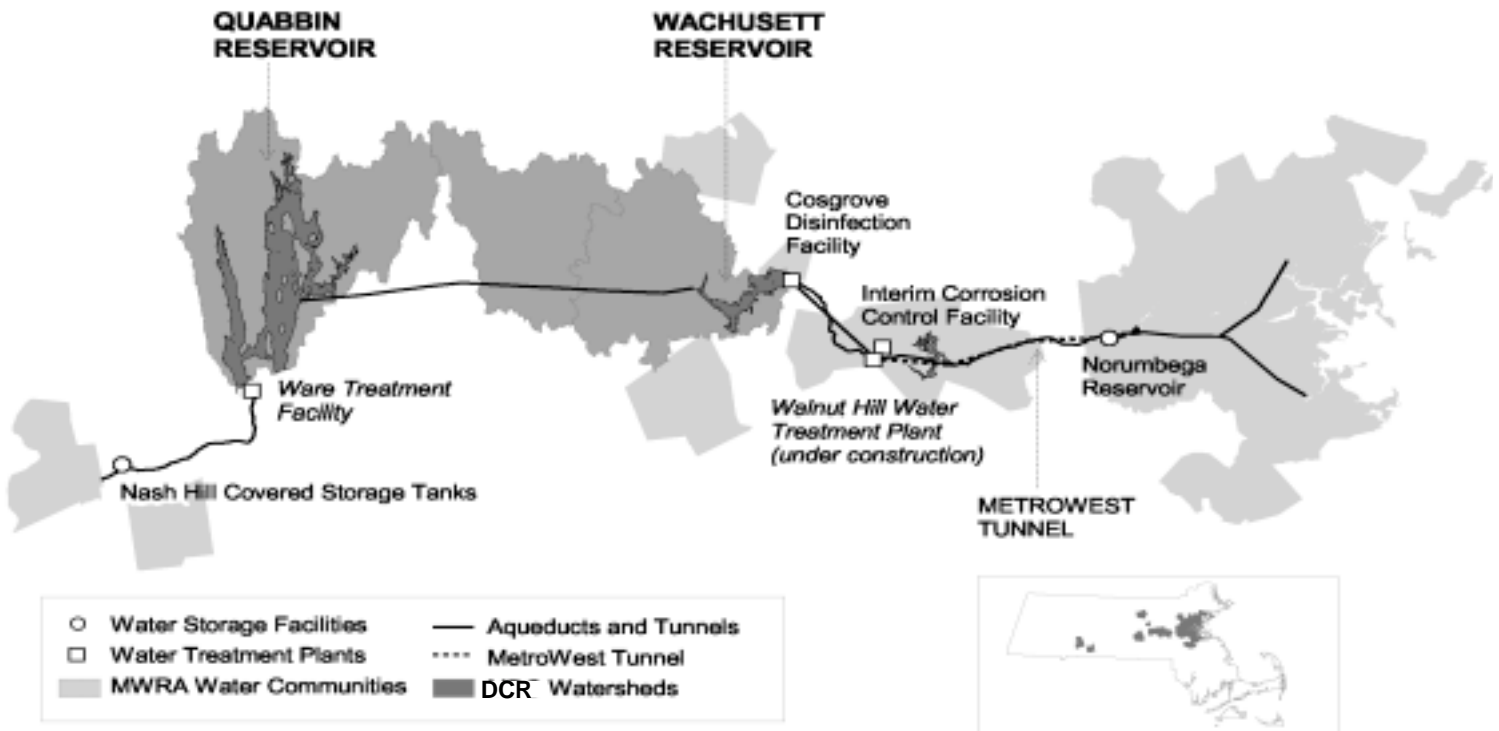 QUABBIN
RESERVOIR
WACHUSETT
RESERVOIR
Cosgrove
Disinfection
Facility
Interim Corrosion
Control Facility
Norumbega
Reservoir
Ware Treatment
Facility
Walnut Hill Water
Treatment Plant
(under construction)
Nash Hill Covered Storage Tanks
METROWEST
TUNNEL
Water Storage Facilities
Water Treatment Plants
MWRA Water Communities
Aqueducts and Tunnels
MetroWest Tunnel
DCR Watersheds